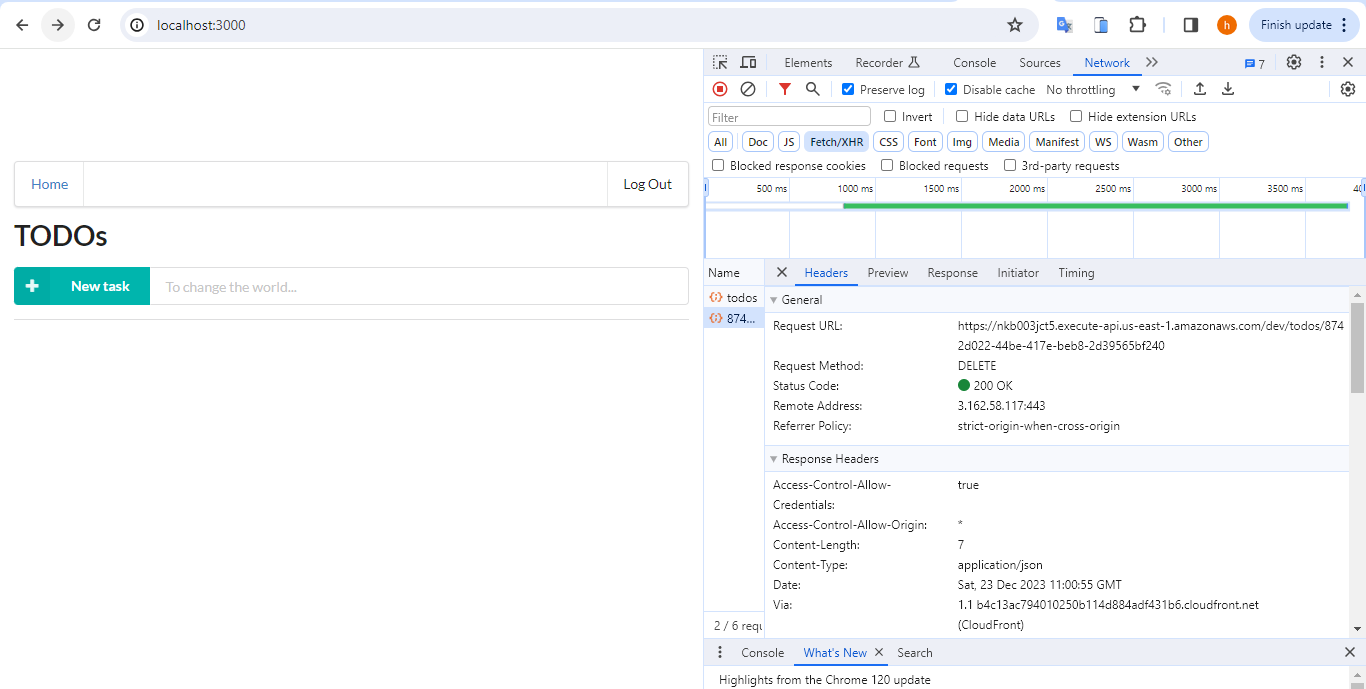 localhost:3000
h
Finish update
Home
Log Out
TODOs
New task
To change the world...
Elements
Recorder
Console
Sources
Network
7
Preserve log
Disable cache
No throttling
Filter
Invert
Hide data URLs
Hide extension URLs
All
Doc
JS
Fetch/XHR
CSS
Font
Img
Media
Manifest
WS
Wasm
Other
Blocked response cookies
Blocked requests
3rd-party requests
500 ms
1000 ms
1500 ms
2000 ms
2500 ms
3000 ms
3500 ms
Name
Headers
Preview
Response
Initiator
Timing
todos
874...
General
Request URL:
https://nkb003jct5.execute-api.us-east-1.amazonaws.com/dev/todos/874
2d022-44be-417e-beb8-2d39565bf240
Request Method:
DELETE
Status Code:
200 OK
Remote Address:
3.162.58.117:443
Referrer Policy:
strict-origin-when-cross-origin
Response Headers
Access-Control-Allow-
Credentials:
true
Access-Control-Allow-Origin:
*
Content-Length:
7
Content-Type:
application/json
Date:
Sat, 23 Dec 2023 11:00:55 GMT
Via:
1.1 b4c13ac794010250b114d884adf431b6.cloudfront.net
(CloudFront)
2 / 6 requ
Console
What's New
Search
Highlights from the Chrome 120 update